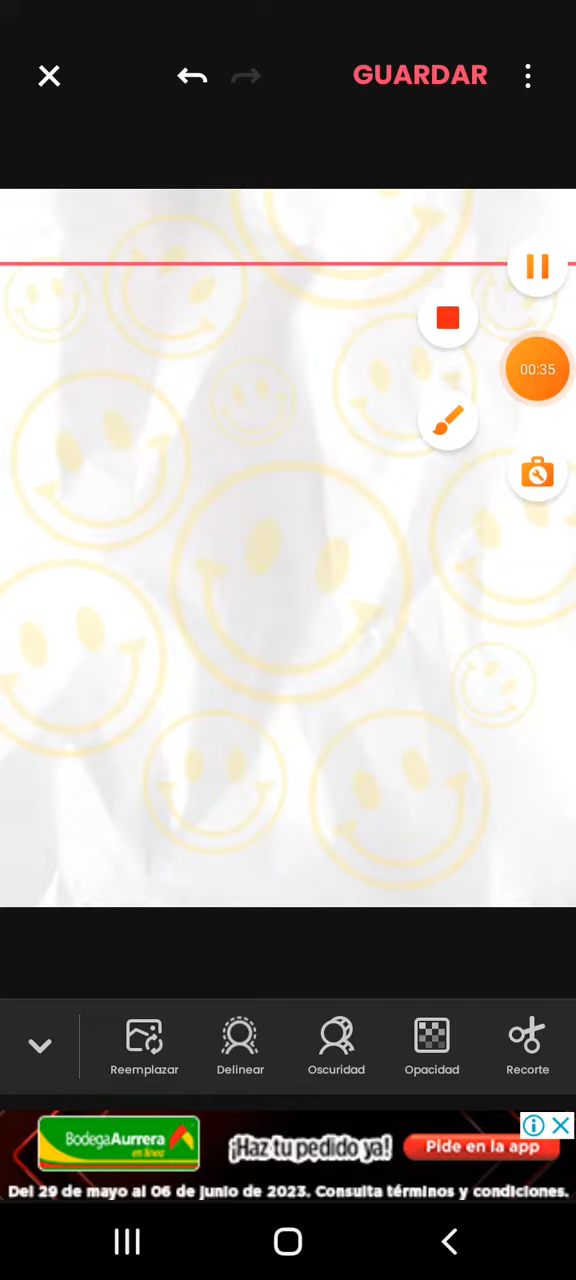 GUARDAR
00:35
Reemplazar
Delinear
Oscuridad
Opacidad
Recorte
Bodega Aurrera
en línea
¡Haz tu pedido ya!
Pide en la app
Del 29 de mayo al 06 de junio de 2023. Consulta términos y condiciones.